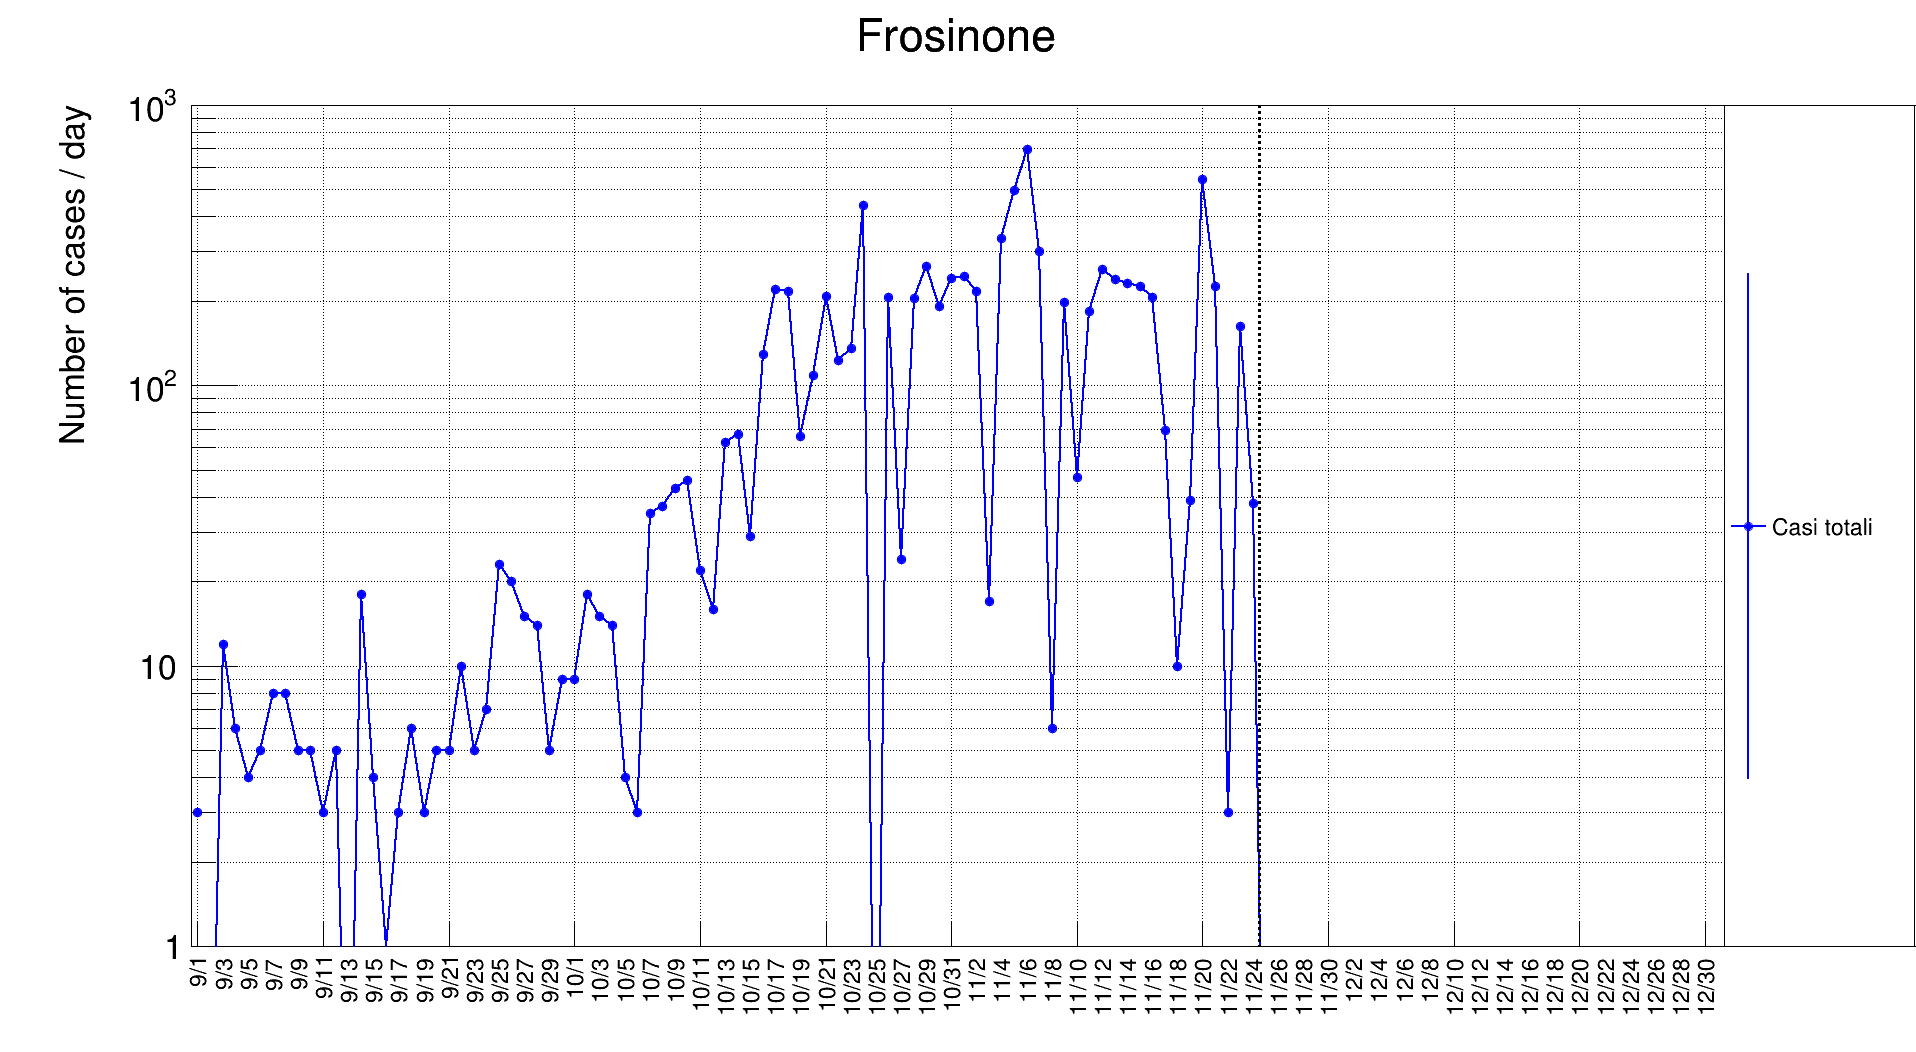 Frosinone
Number of cases / day
10³
10²
10
1
9/1 9/3 9/5 9/7 9/9 9/11 9/13 9/15 9/17 9/19 9/21 9/23 9/25 9/27 9/29 10/1 10/3 10/5 10/7 10/9 10/11 10/13 10/15 10/17 10/19 10/21 10/23 10/25 10/27 10/29 10/31 11/2 11/4 11/6 11/8 11/10 11/12 11/14 11/16 11/18 11/20 11/22 11/24 11/26 11/28 11/30 12/2 12/4 12/6 12/8 12/10 12/12 12/14 12/16 12/18 12/20 12/22 12/24 12/26 12/28 12/30
Casi totali